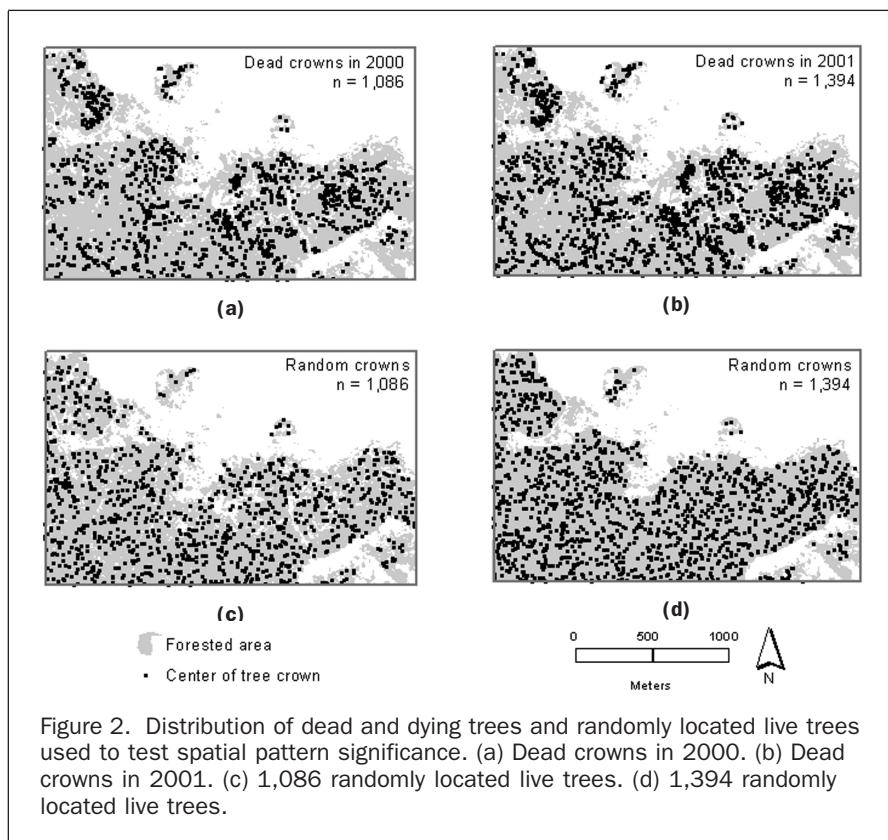 Dead crowns in 2000
n = 1,086
Dead crowns in 2001
n = 1,394
(a)
(b)
Random crowns
n = 1,086
Random crowns
n = 1,394
(c)
(d)
Forested area
Center of tree crown
0 500 1000
Meters
N
Figure 2. Distribution of dead and dying trees and randomly located live trees
used to test spatial pattern significance. (a) Dead crowns in 2000. (b) Dead
crowns in 2001. (c) 1,086 randomly located live trees. (d) 1,394 randomly
located live trees.